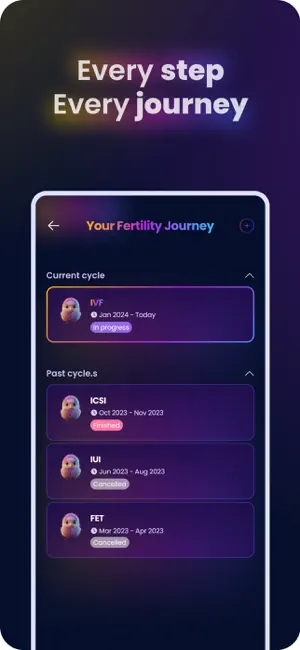 Every step
Every journey
Your Fertility Journey
Current cycle
IVF
Jan 2024 - Today
In progress
Past cycle.s
ICSI
Oct 2023 - Nov 2023
Finished
IUI
Jun 2023 - Aug 2023
Cancelled
FET
Mar 2023 - Apr 2023
Cancelled